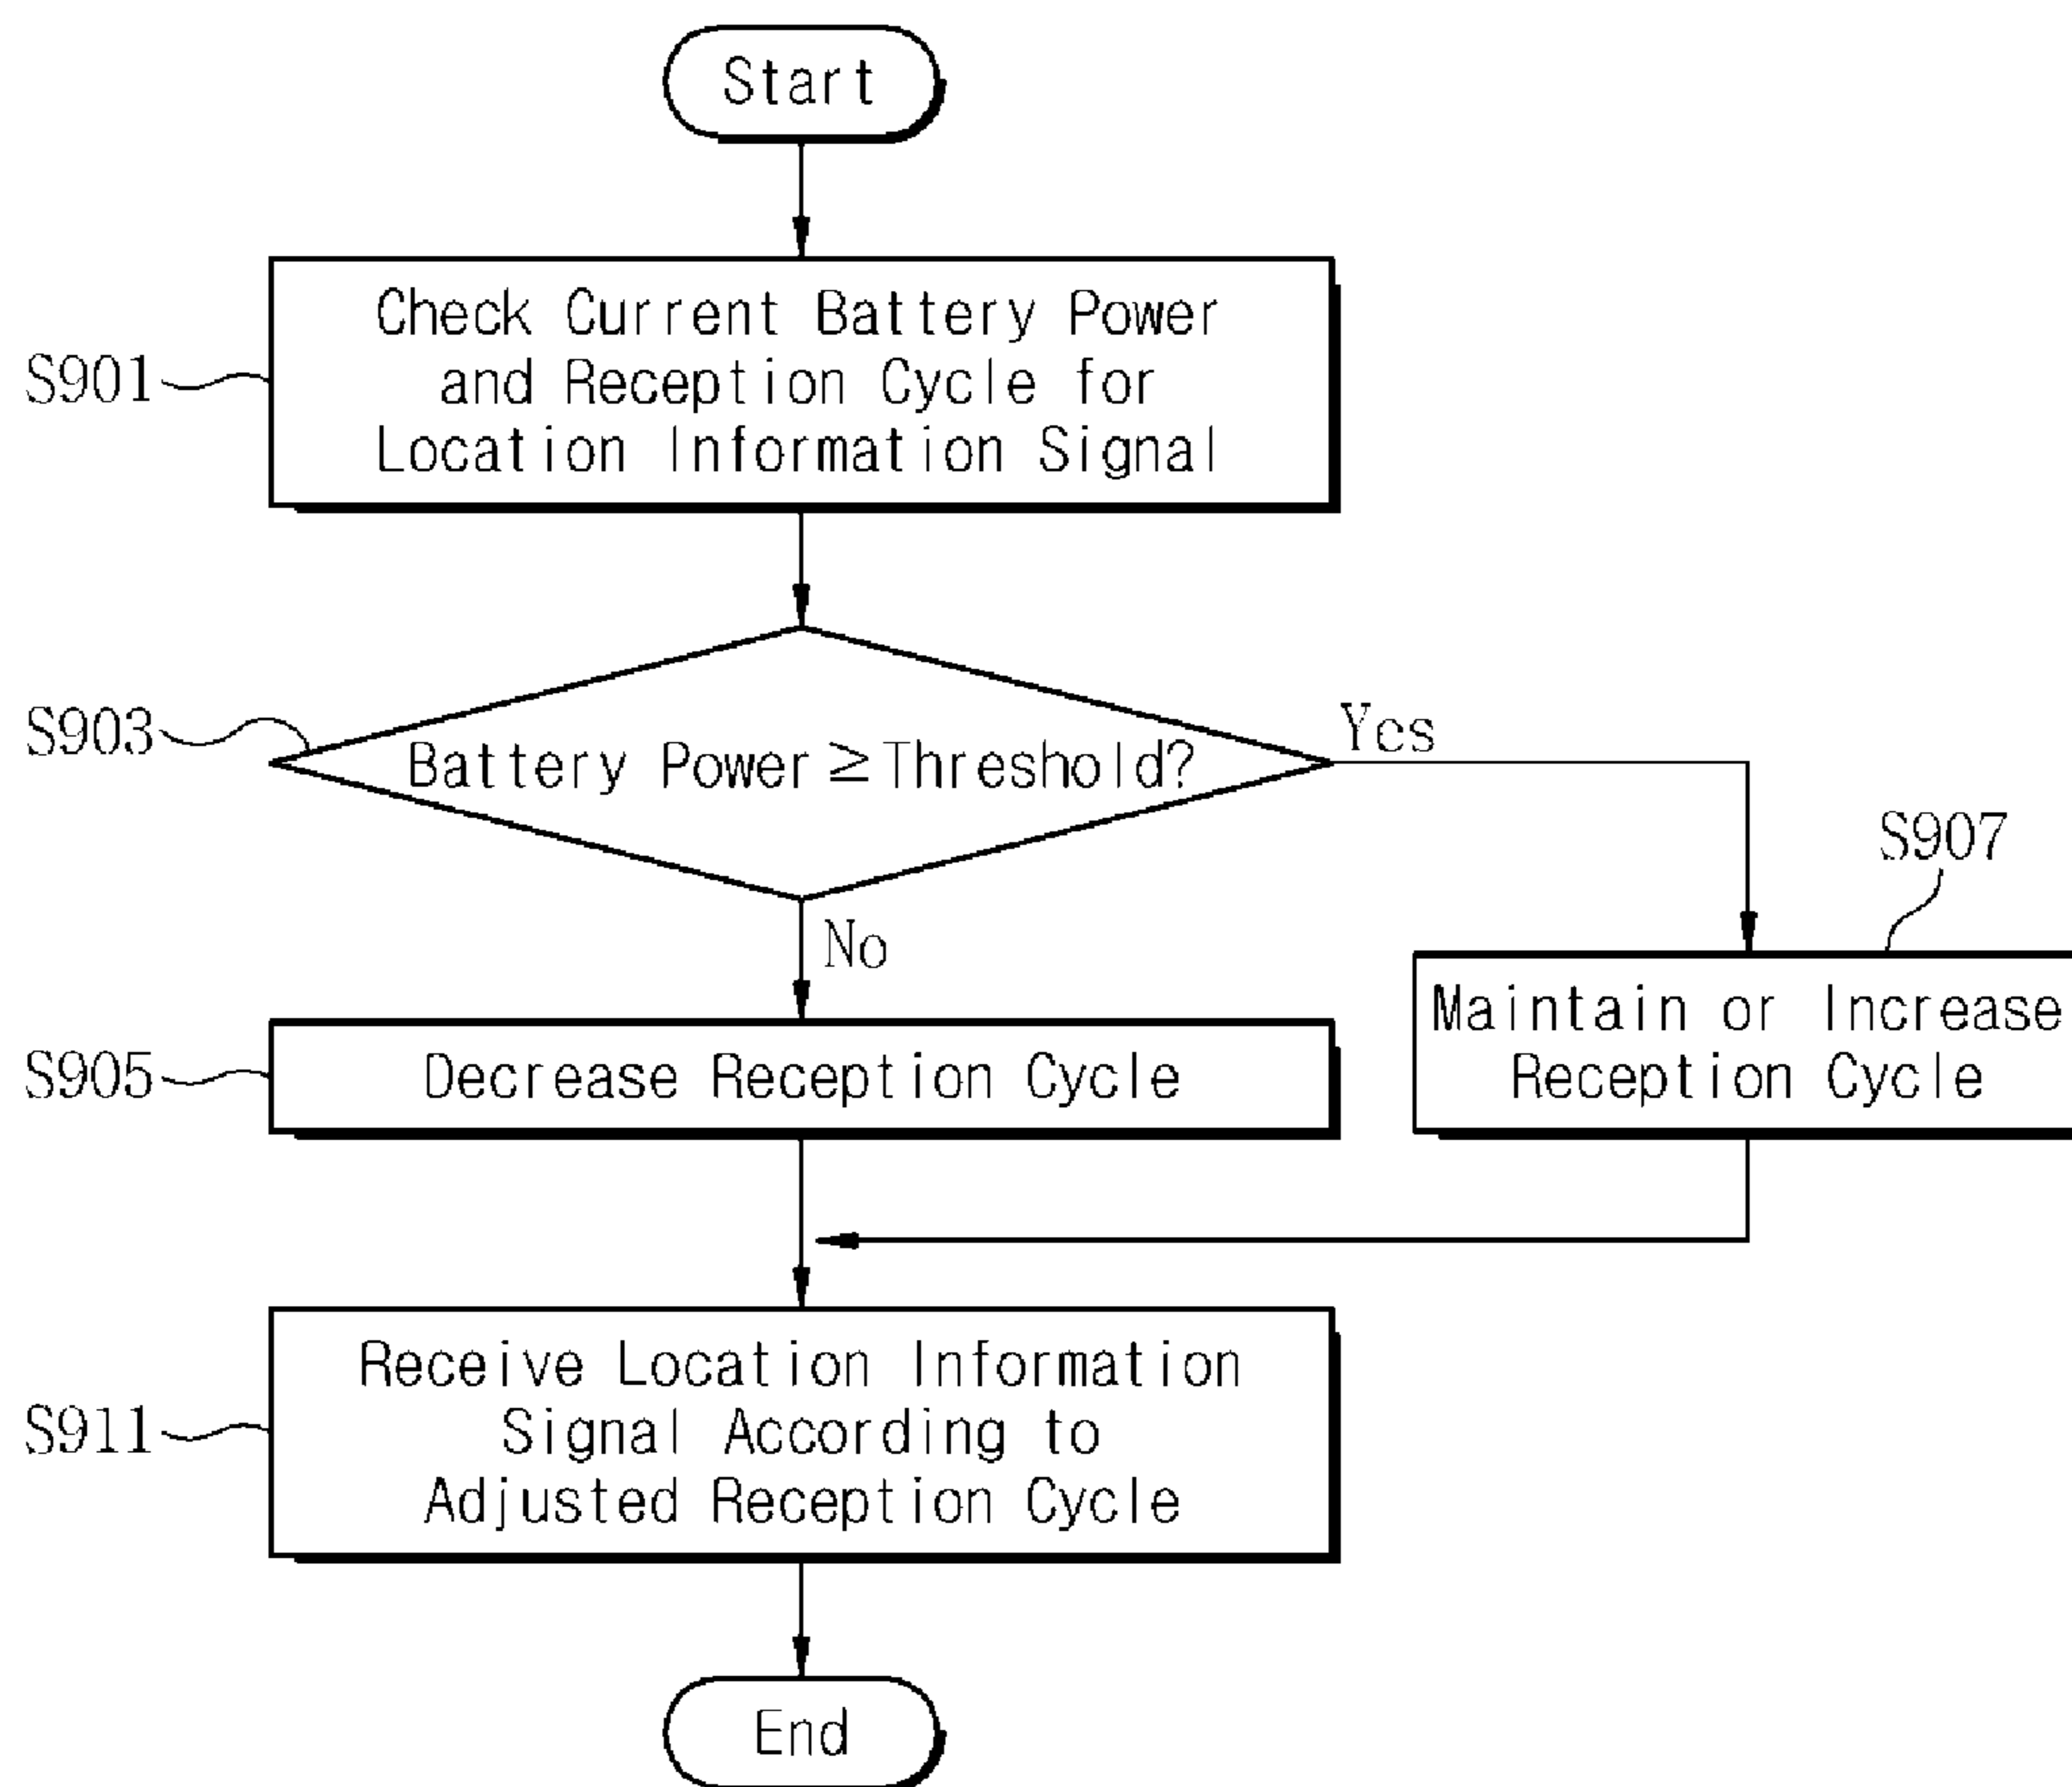 Start
S901
Check Current Battery Power
and Reception Cycle for
Location Information Signal
S903
Battery Power ≥ Threshold?
Yes
No
S907
Maintain or Increase
Reception Cycle
S905
Decrease Reception Cycle
S911
Receive Location Information
Signal According to
Adjusted Reception Cycle
End